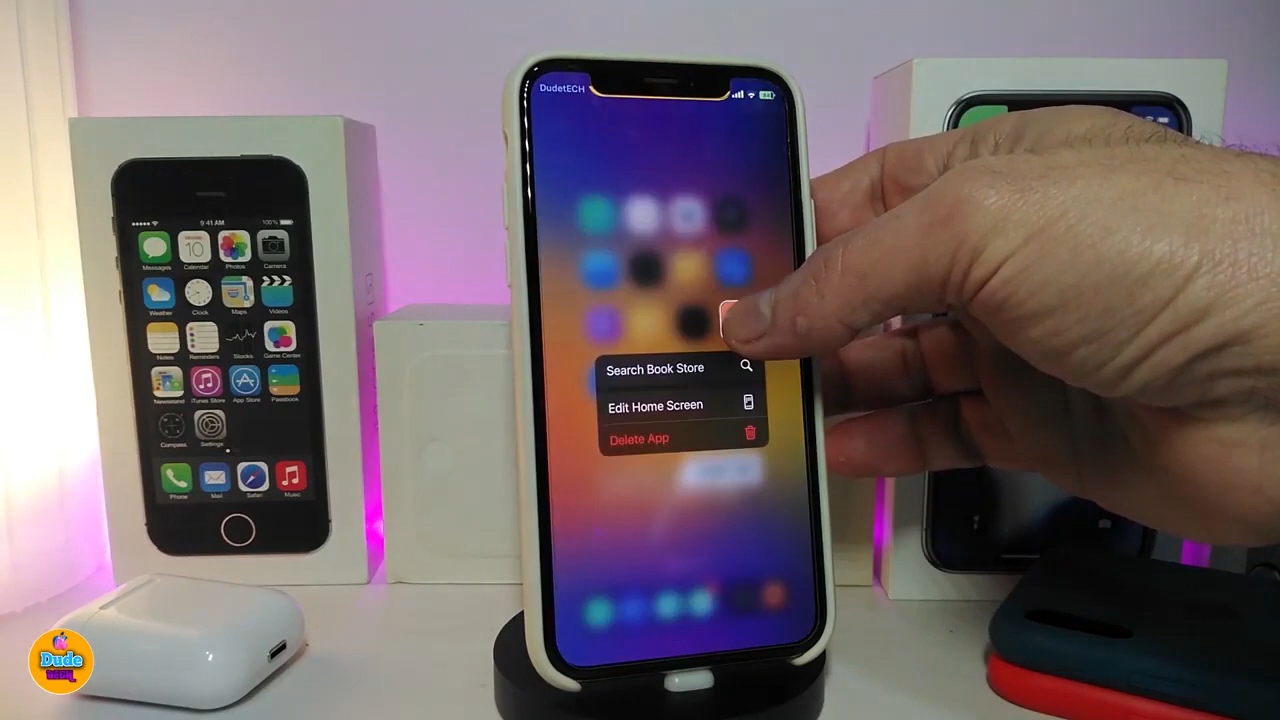 DudetECH
84
Search Book Store
Edit Home Screen
Delete App
9:41 AM
100%
Messages
Calendar
Photos
Camera
10
Weather
Clock
Maps
Videos
Notes
Reminders
Stocks
Game Center
Newsstand
iTunes Store
App Store
Passbook
Compass
Settings
Phone
Mail
Safari
Music
Dude